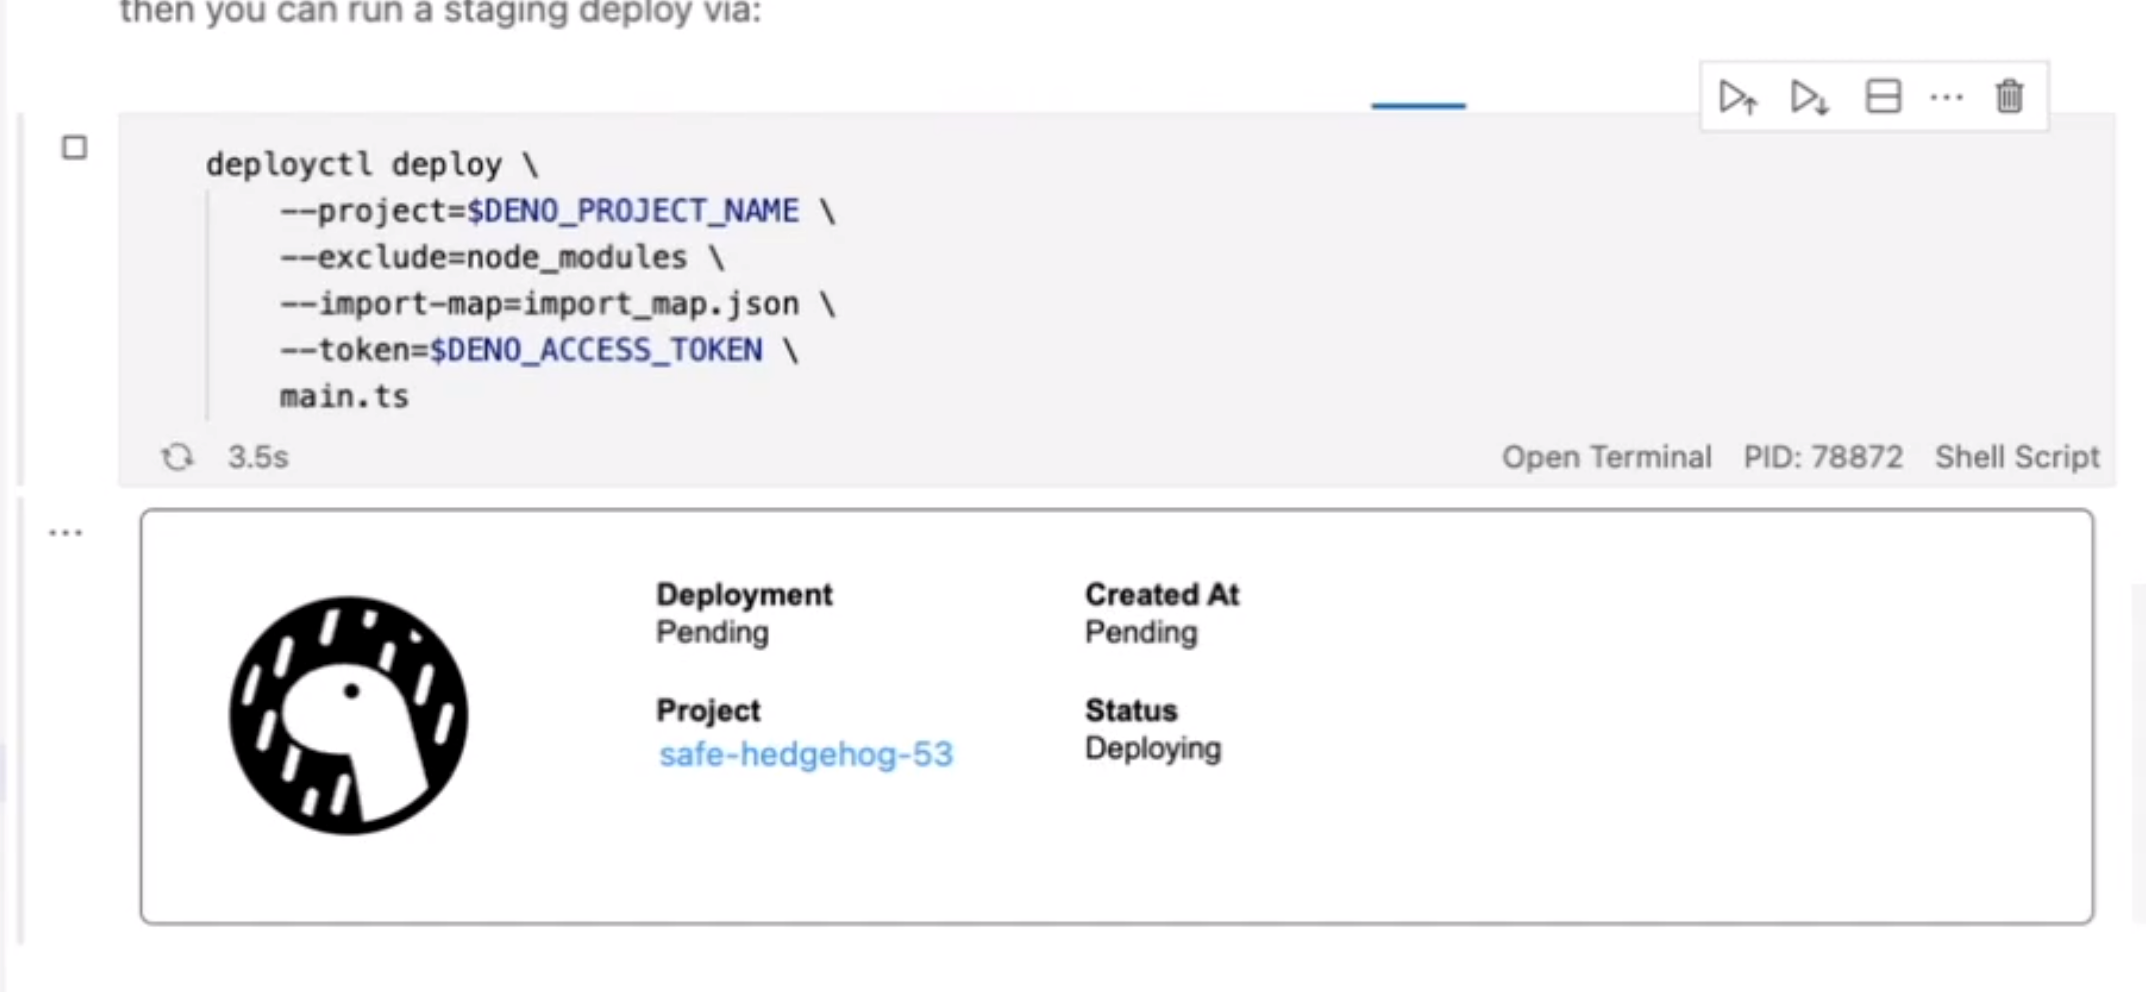 then you can run a staging deploy via:
deployctl deploy \
--project=$DENO_PROJECT_NAME \
--exclude=node_modules \
--import-map=import_map.json \
--token=$DENO_ACCESS_TOKEN \
main.ts
3.5s Open Terminal PID: 78872 Shell Script
Deployment Created At
Pending Pending
Project Status
safe-hedgehog-53 Deploying